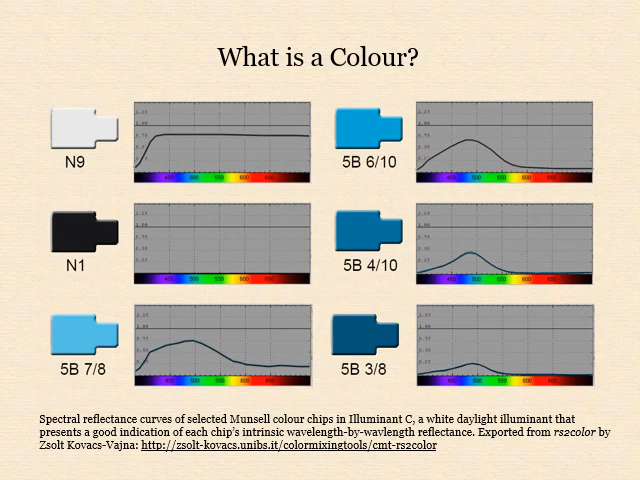 What is a Colour?
N9
5B 6/10
N1
5B 4/10
5B 7/8
5B 3/8
Spectral reflectance curves of selected Munsell colour chips in Illuminant C, a white daylight illuminant that
presents a good indication of each chip's intrinsic wavelength-by-wavlength reflectance. Exported from rs2color by
Zsolt Kovacs-Vajna: http://zsolt-kovacs.unibs.it/colormixingtools/cmt-rs2color